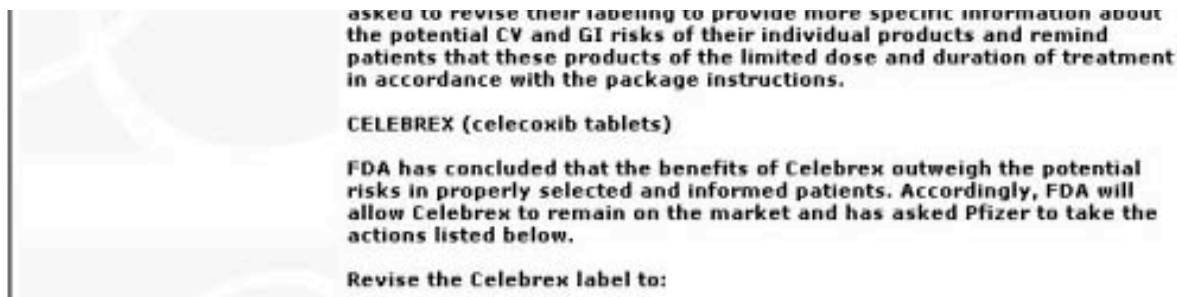 asked to revise their labeling to provide more specific information about
the potential CV and GI risks of their individual products and remind
patients that these products of the limited dose and duration of treatment
in accordance with the package instructions.
CELEBREX (celecoxib tablets)
FDA has concluded that the benefits of Celebrex outweigh the potential
risks in properly selected and informed patients. Accordingly, FDA will
allow Celebrex to remain on the market and has asked Pfizer to take the
actions listed below.
Revise the Celebrex label to: